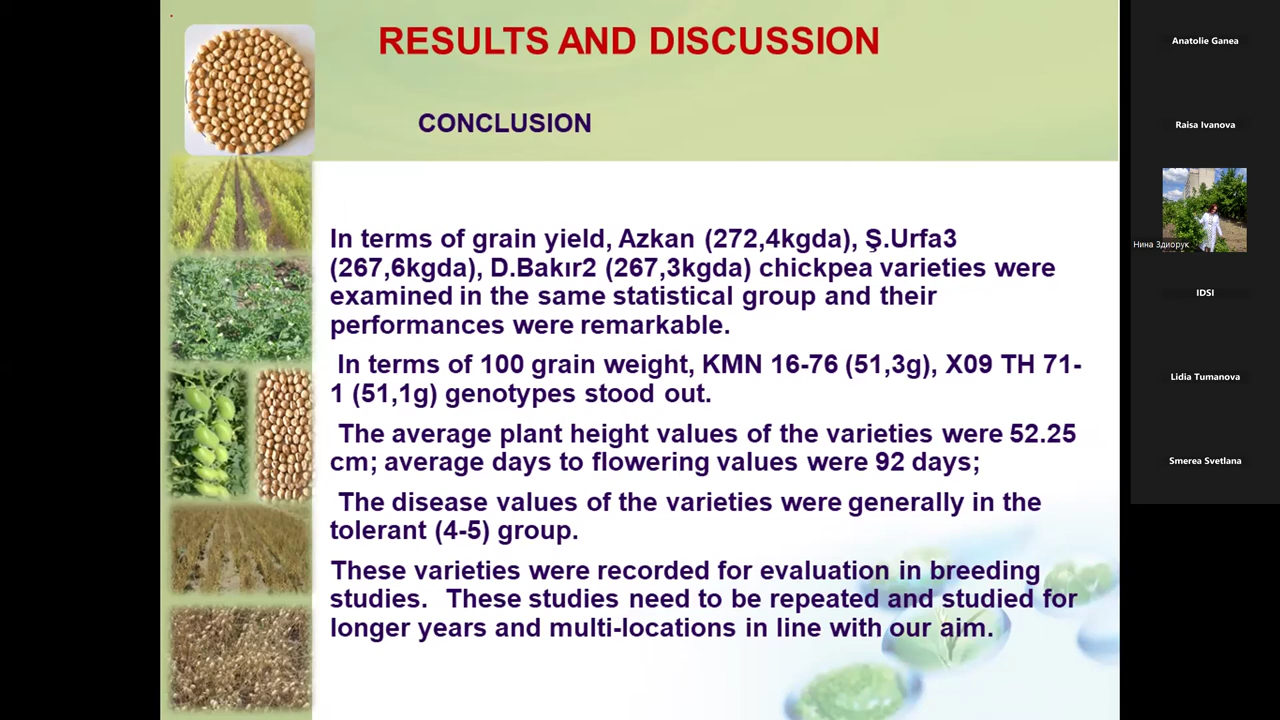 RESULTS AND DISCUSSION
CONCLUSION
In terms of grain yield, Azkan (272,4kgda), Ş.Urfa3
(267,6kgda), D.Bakır2 (267,3kgda) chickpea varieties were
examined in the same statistical group and their
performances were remarkable.
In terms of 100 grain weight, KMN 16-76 (51,3g), X09 TH 71-
1 (51,1g) genotypes stood out.
The average plant height values of the varieties were 52.25
cm; average days to flowering values were 92 days;
The disease values of the varieties were generally in the
tolerant (4-5) group.
These varieties were recorded for evaluation in breeding
studies. These studies need to be repeated and studied for
longer years and multi-locations in line with our aim.
Anatolie Ganea
Raisa Ivanova
Нина Здиорук
IDSI
Lidia Tumanova
Smerea Svetlana